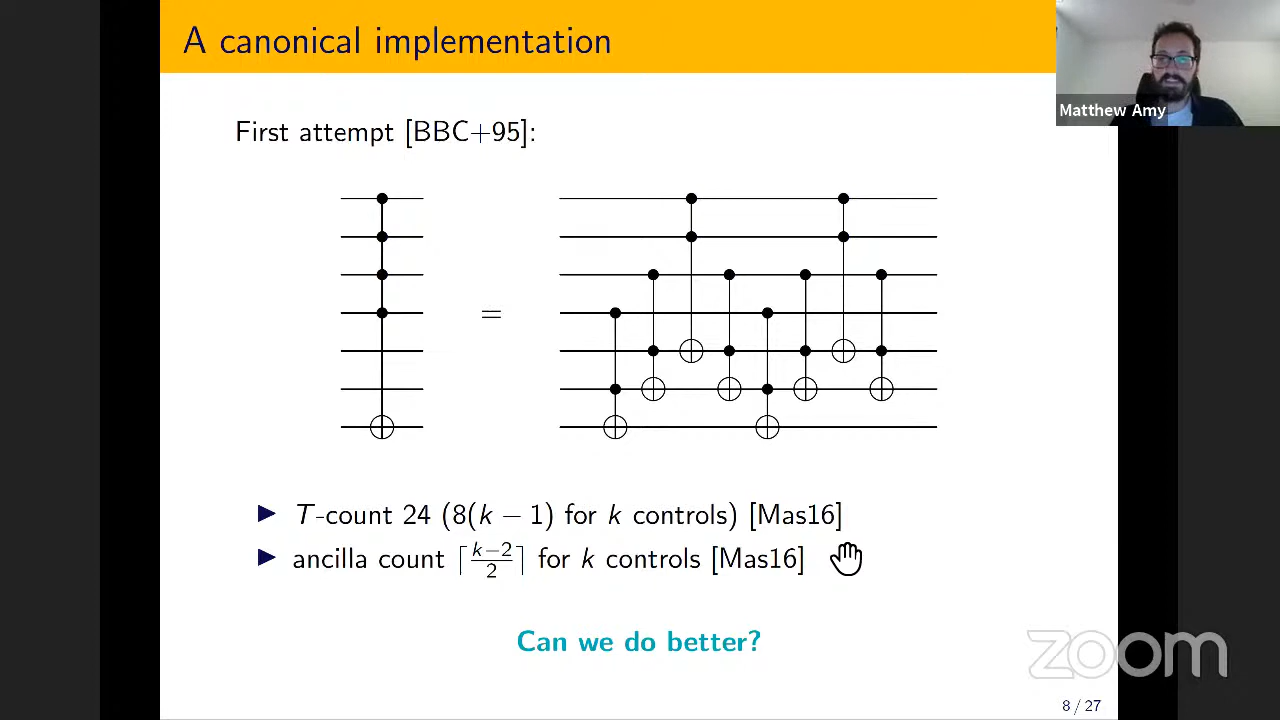 A canonical implementation
Matthew Amy
First attempt [BBC+95]:
=
▶ T-count 24 (8(k − 1) for k controls) [Mas16]
▶ ancilla count ⌈(k−2)/2⌉ for k controls [Mas16]
Can we do better?
zoom
8 / 27